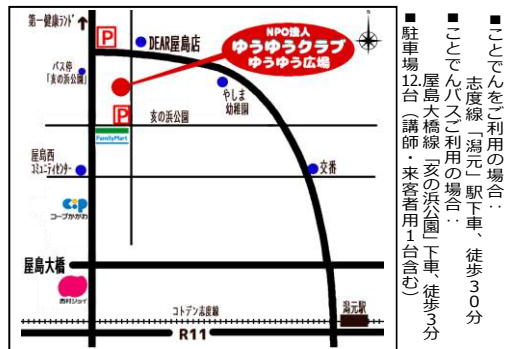 第一健康ランド
P
DEAR屋島店
NPO法人
ゆうゆうクラブ
ゆうゆう広場
バス停
「亥の浜公園」
やしま
幼稚園
P
亥の浜公園
FamilyMart
屋島西
コミュニティセンター
交番
コープかがわ
屋島大橋
西村ジョイ
コトデン志度線
潟元駅
R11
■ことでんをご利用の場合：
志度線「潟元」駅下車、徒歩30分
■ことでんバスご利用の場合：
屋島大橋線「亥の浜公園」下車、徒歩3分
■駐車場12台（講師・来客者用1台含む）